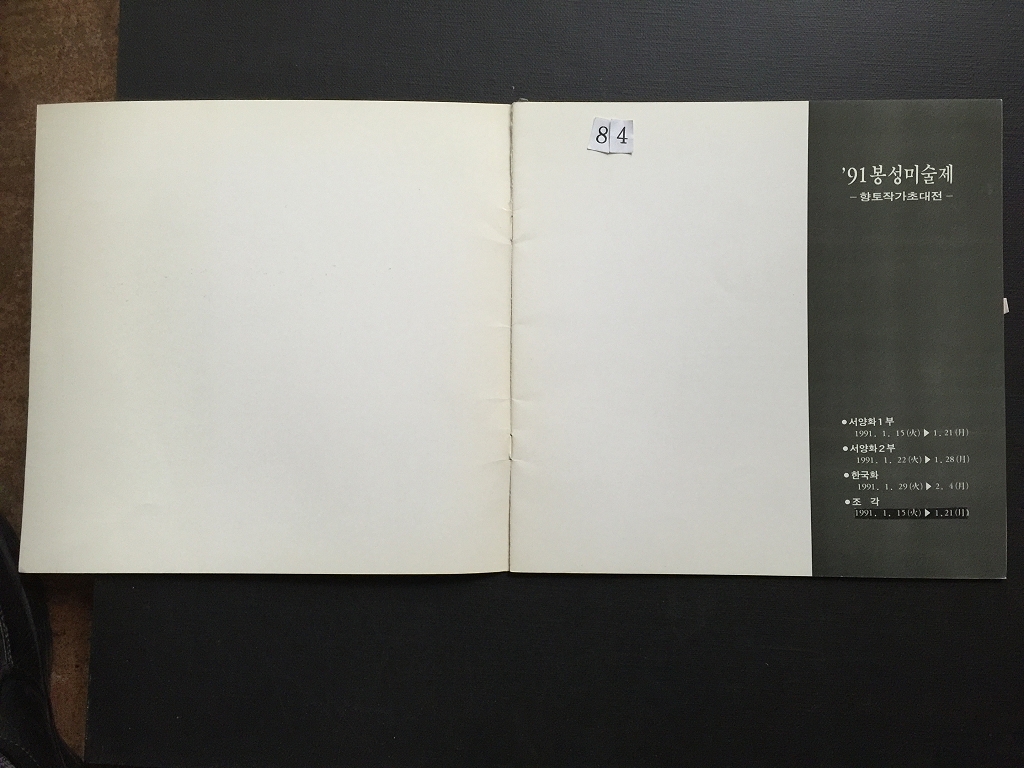 84
’91봉성미술제
–향토작가초대전–
●서양화1부
1991. 1. 15(火)▶1.21(月)
●서양화2부
1991. 1. 22(火)▶1.28(月)
●한국화
1991. 1. 29(火)▶2. 4(月)
●조 각
1991. 1. 15(火)▶1.21(月)